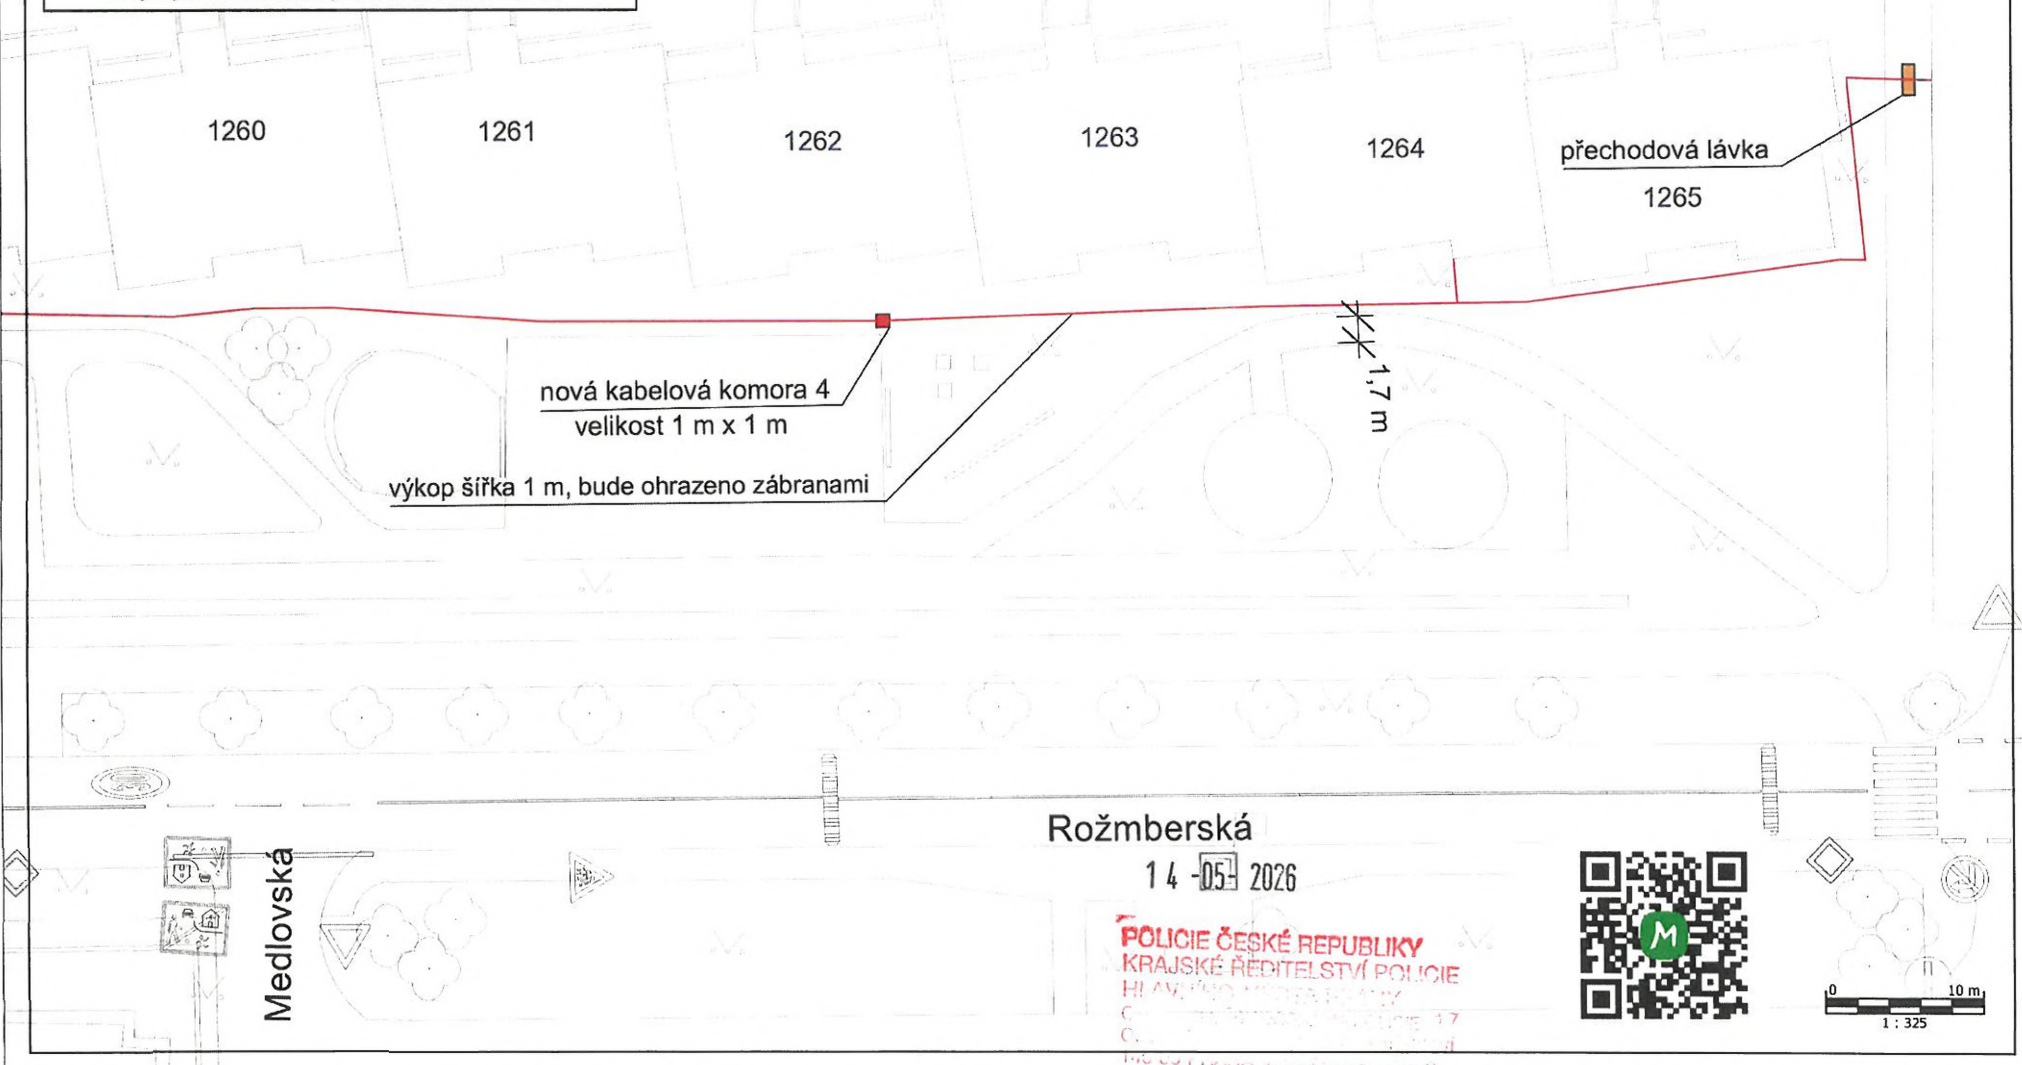 1260
1261
1262
1263
1264
přechodová lávka
1265
1,7 m
nová kabelová komora 4
velikost 1 m x 1 m
výkop šířka 1 m, bude ohrazeno zábranami
Rožmberská
14 -05- 2026
Medlovská
POLICIE ČESKÉ REPUBLIKY
KRAJSKÉ ŘEDITELSTVÍ POLICIE
0 10 m
1 : 325